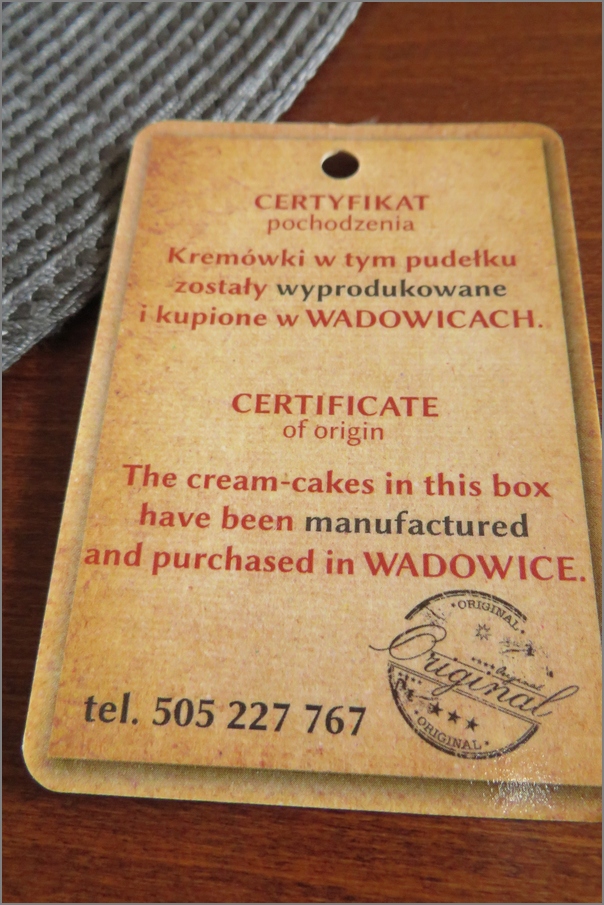 CERTYFIKAT
pochodzenia
Kremówki w tym pudełku
zostały wyprodukowane
i kupione w WADOWICACH.
CERTIFICATE
of origin
The cream-cakes in this box
have been manufactured
and purchased in WADOWICE.
· ORIGINAL ·
Original
Original
· ORIGINAL ·
tel. 505 227 767